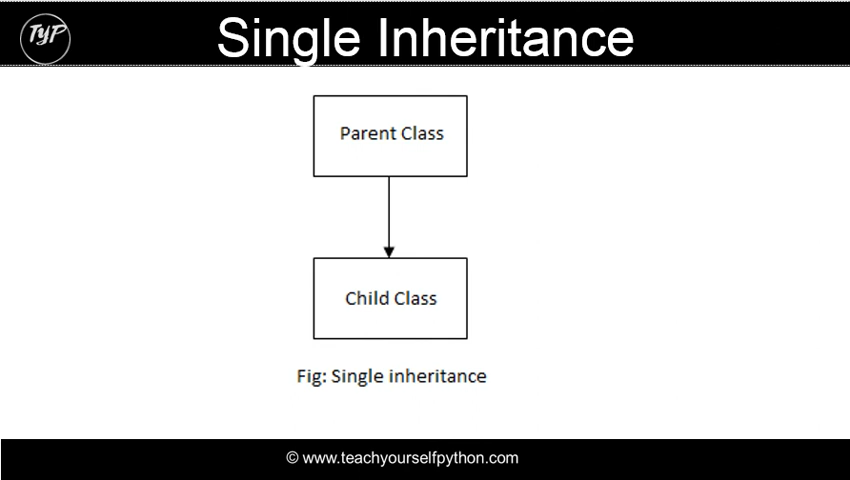 TyP
Single Inheritance
Parent Class
Child Class
Fig: Single inheritance
© www.teachyourselfpython.com